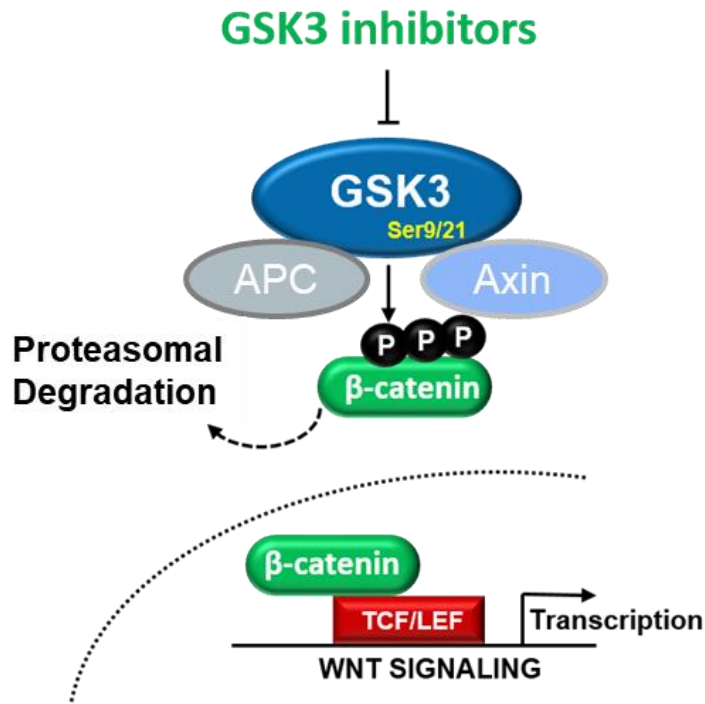 GSK3 inhibitors
GSK3
Ser9/21
APC
Axin
P P P
β-catenin
Proteasomal
Degradation
β-catenin
TCF/LEF
Transcription
WNT SIGNALING